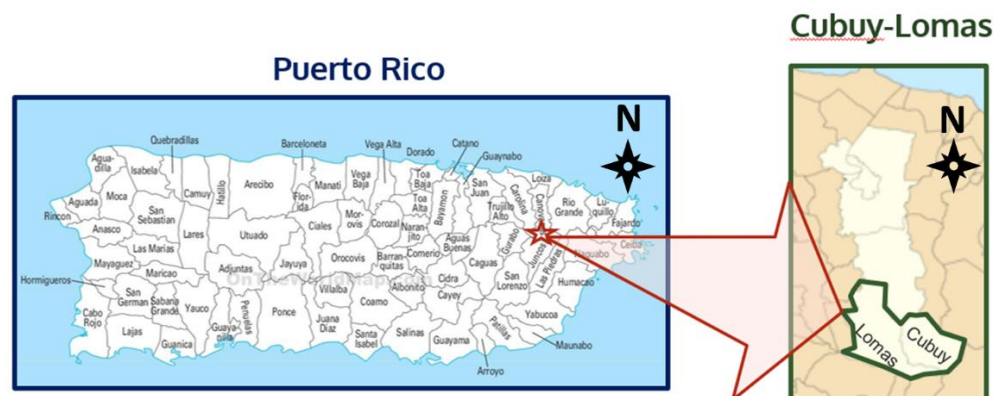 Cubuy-Lomas
Puerto Rico
N
N
Quebradillas
Barceloneta
Vega Alta
Dorado
Catano
Guaynabo
Agua-
dilla
Isabela
Camuy
Hatillo
Arecibo
Manati
Vega
Baja
Toa
Baja
Bayamon
San
Juan
Carolina
Loiza
Moca
Aguada
Flor-
ida
Toa
Alta
Trujillo
Alto
Rio
Grande
Lu-
quillo
Fajardo
Rincon
San
Sebastian
Ciales
Mor-
ovis
Corozal
Naran-
jito
Anasco
Lares
Utuado
Aguas
Buenas
Gurabo
Ceiba
Las Marias
Orocovis
Barran-
quitas
Comerio
Caguas
Juncos
Las Piedras
Naguabo
Mayaguez
Maricao
Adjuntas
Jayuya
Cidra
San
Lorenzo
Humacao
Hormigueros
OnTheWorldMap.com
Villalba
Aibonito
Cayey
San
German
Sabana
Grande
Yauco
Penuelas
Ponce
Coamo
Yabucoa
Cabo
Rojo
Lajas
Guanica
Guaya-
nilla
Juana
Diaz
Santa
Isabel
Salinas
Guayama
Patillas
Maunabo
Arroyo
Lomas
Cubuy